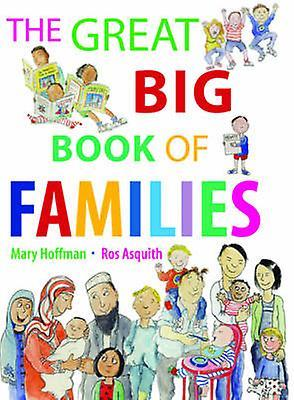 THE GREAT
BIG
BOOK OF
FAMILIES
Mary Hoffman • Ros Asquith